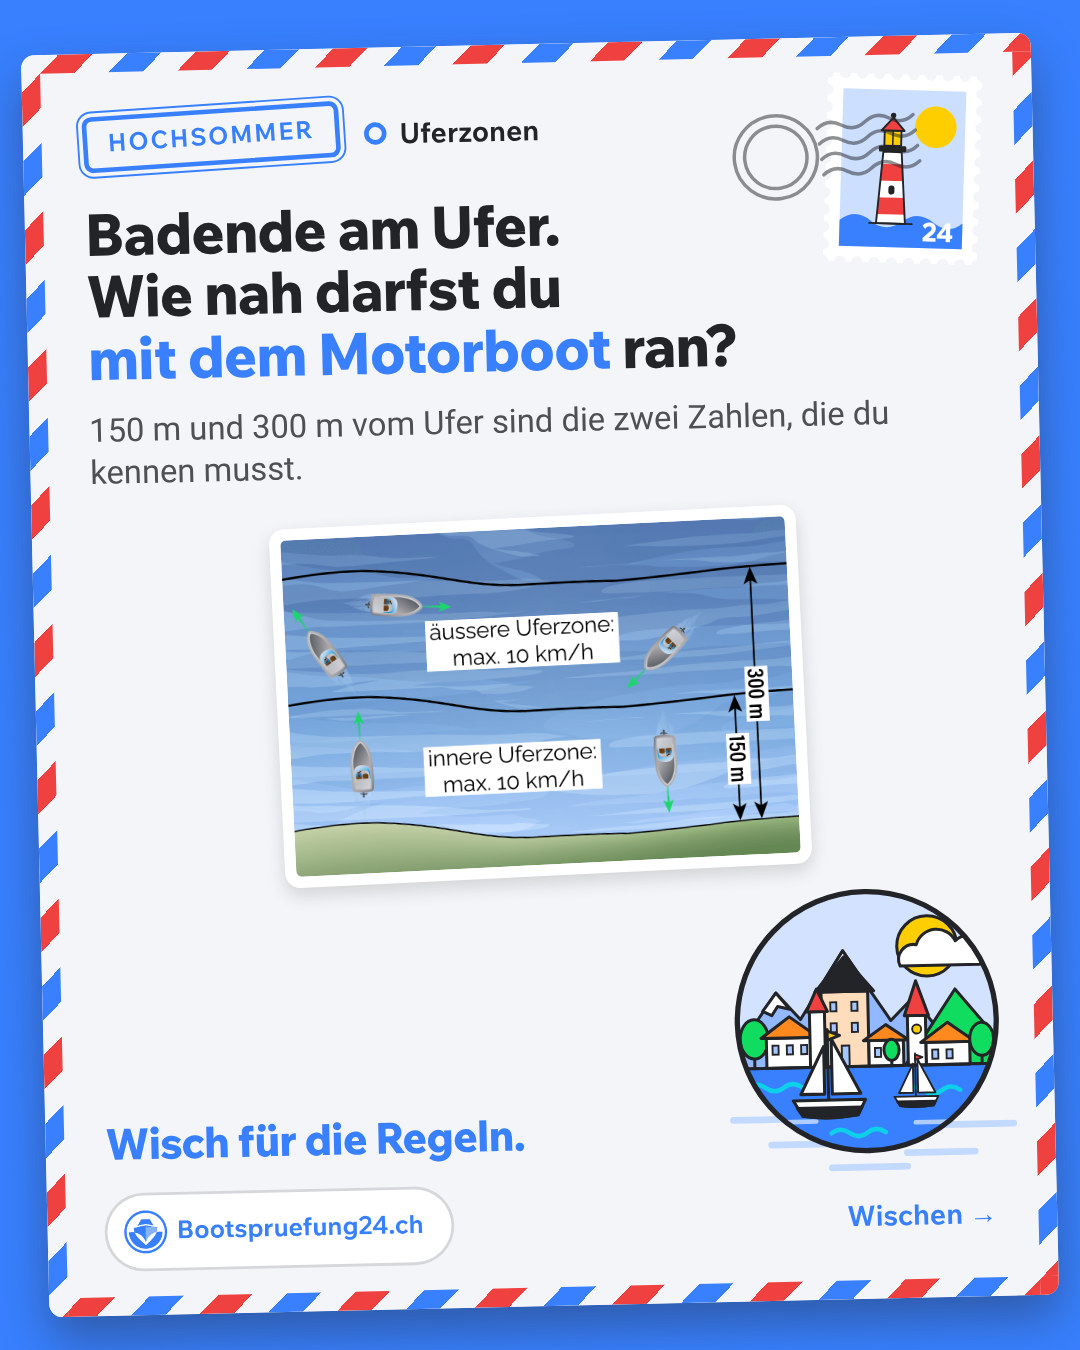 HOCHSOMMER
Uferzonen
24
Badende am Ufer.
Wie nah darfst du
mit dem Motorboot ran?
150 m und 300 m vom Ufer sind die zwei Zahlen, die du
kennen musst.
äussere Uferzone:
max. 10 km/h
300 m
innere Uferzone:
max. 10 km/h
150 m
Wisch für die Regeln.
Bootspruefung24.ch
Wischen →